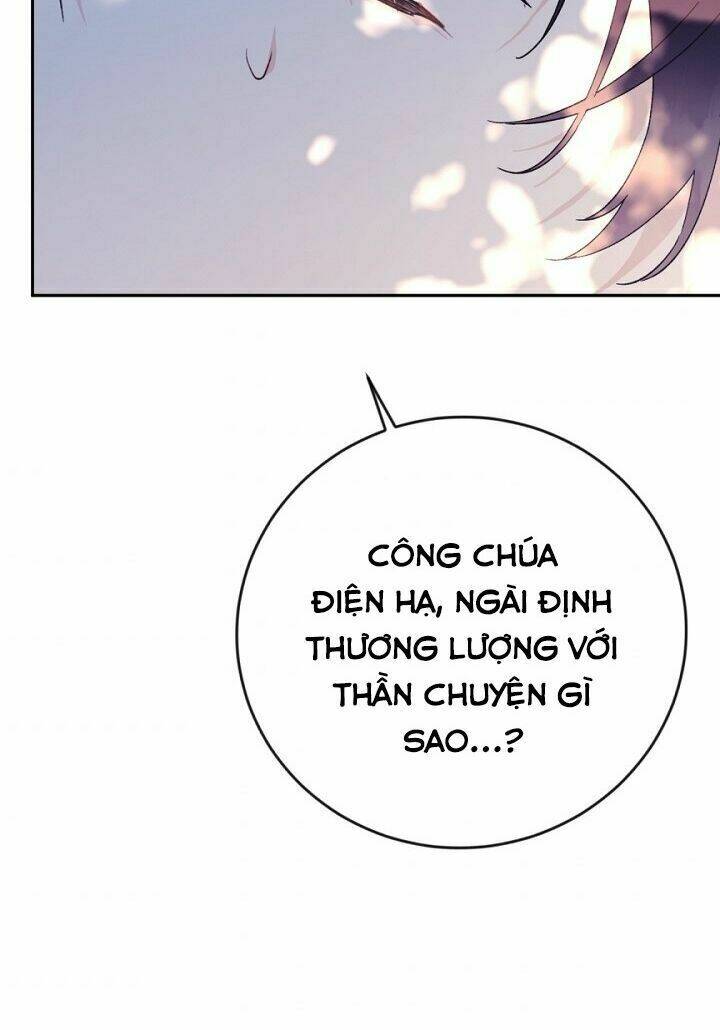 CÔNG CHÚA
ĐIỆN HẠ, NGÀI ĐỊNH
THƯƠNG LƯỢNG VỚI
THẦN CHUYỆN GÌ
SAO...?